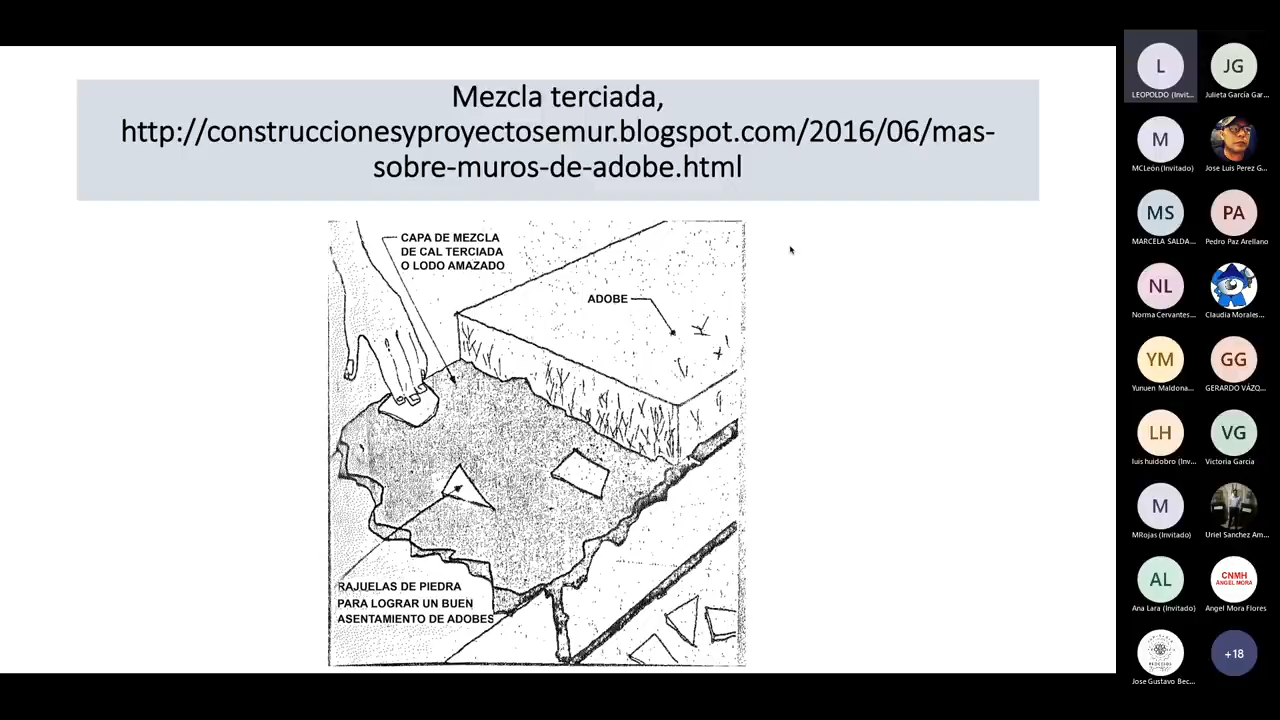 Mezcla terciada,
http://construccionesyproyectosemur.blogspot.com/2016/06/mas-
sobre-muros-de-adobe.html
CAPA DE MEZCLA
DE CAL TERCIADA
O LODO AMAZADO
ADOBE
RAJUELAS DE PIEDRA
PARA LOGRAR UN BUEN
ASENTAMIENTO DE ADOBES
L
LEOPOLDO (Invit...
JG
Julieta García Gar...
M
MCLeón (Invitado)
Jose Luis Perez G...
MS
MARCELA SALDA...
PA
Pedro Paz Arellano
NL
Norma Cervantes...
Claudia Morales...
YM
Yunuen Maldona...
GG
GERARDO VÁZQ...
LH
luis huidobro (Inv...
VG
Victoria García
M
MRojas (Invitado)
Uriel Sanchez Am...
AL
Ana Lara (Invitado)
CNMH
ÁNGEL MORA
Angel Mora Flores
Jose Gustavo Bec...
+18